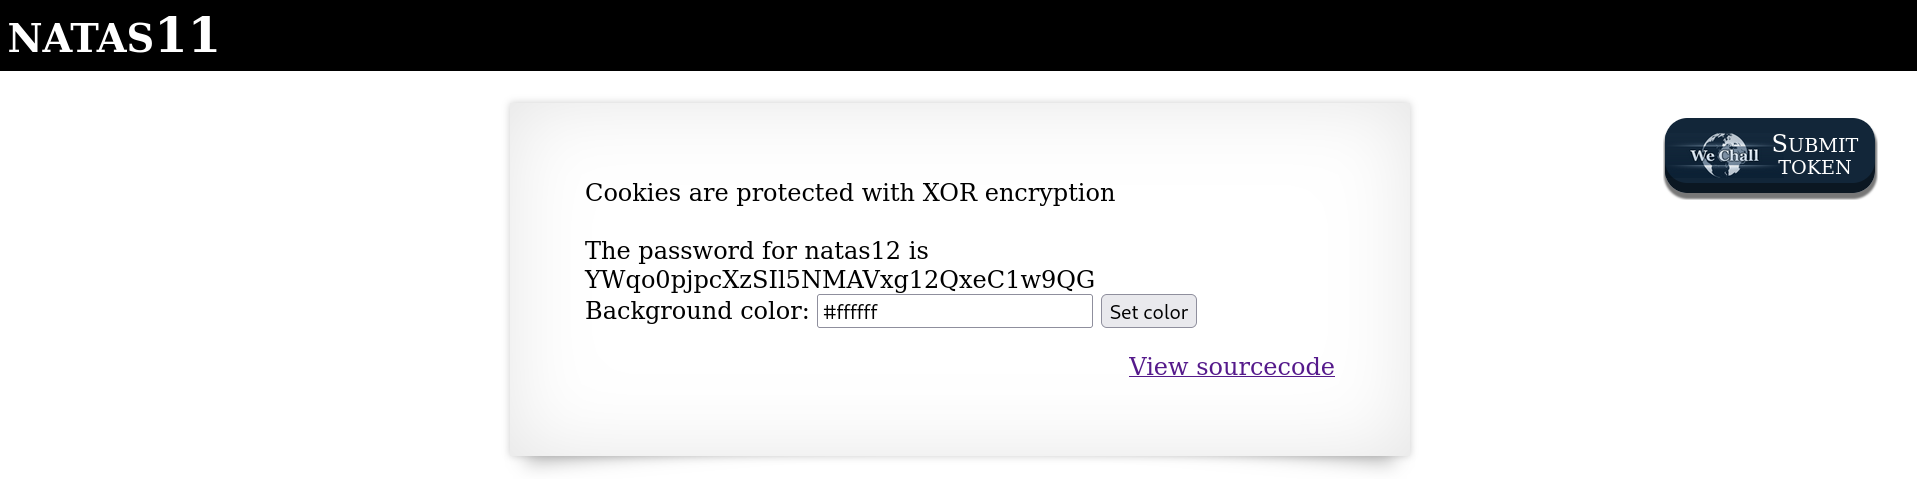 NATAS11
We Chall
SUBMIT
TOKEN
Cookies are protected with XOR encryption
The password for natas12 is
YWqo0pjpcXzSIl5NMAVxg12QxeC1w9QG
Background color: #ffffff Set color
View sourcecode